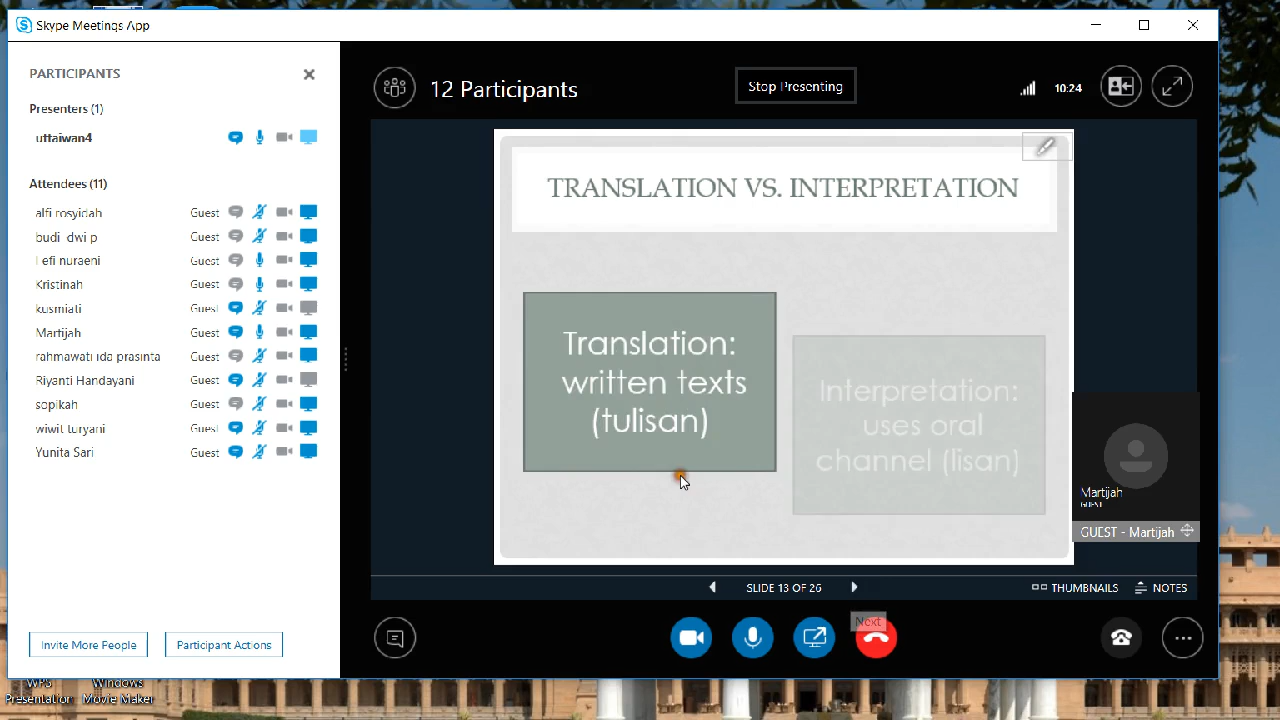 Skype Meetings App
PARTICIPANTS
Presenters (1)
uttaiwan4
Attendees (11)
alfi rosyidah Guest
budi dwi p Guest
Lefi nuraeni Guest
Kristinah Guest
kusmiati Guest
Martijah Guest
rahmawati ida prasinta Guest
Riyanti Handayani Guest
sopikah Guest
wiwit turyani Guest
Yunita Sari Guest
Invite More People
Participant Actions
12 Participants
Stop Presenting
10:24
TRANSLATION VS. INTERPRETATION
Translation:
written texts
(tulisan)
Interpretation:
uses oral
channel (lisan)
Martijah
GUEST
GUEST - Martijah
SLIDE 13 OF 26
THUMBNAILS
NOTES
Next
WPS
Presentation
Windows
Movie Maker